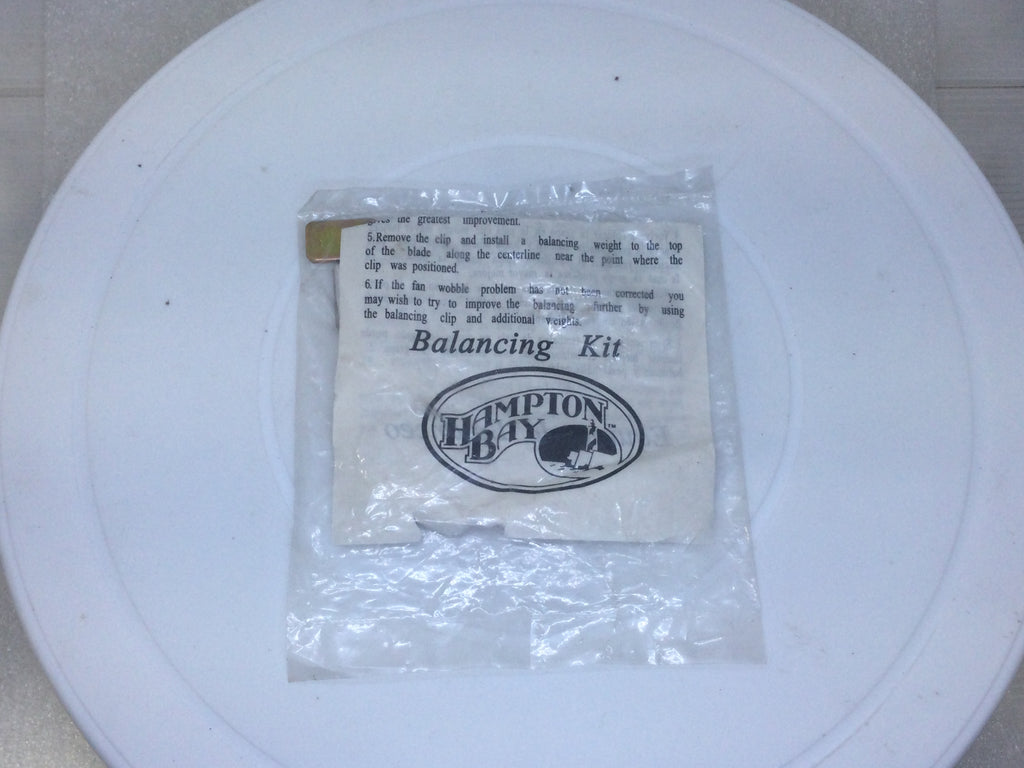 gives the greatest improvement.
5.Remove the clip and install a balancing weight to the top
of the blade along the centerline near the point where the
clip was positioned.
6.If the fan wobble problem has not been corrected you
may wish to try to improve the balancing further by using
the balancing clip and additional weights.
Balancing Kit
HAMPTON
BAY™